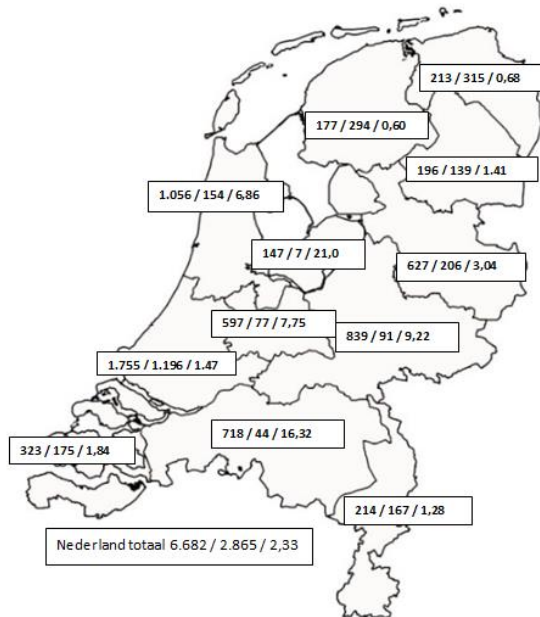 213 / 315 / 0,68
177 / 294 / 0,60
196 / 139 / 1.41
1.056 / 154 / 6,86
147 / 7 / 21,0
627 / 206 / 3,04
597 / 77 / 7,75
839 / 91 / 9,22
1.755 / 1.196 / 1.47
718 / 44 / 16,32
323 / 175 / 1,84
214 / 167 / 1,28
Nederland totaal 6.682 / 2.865 / 2,33